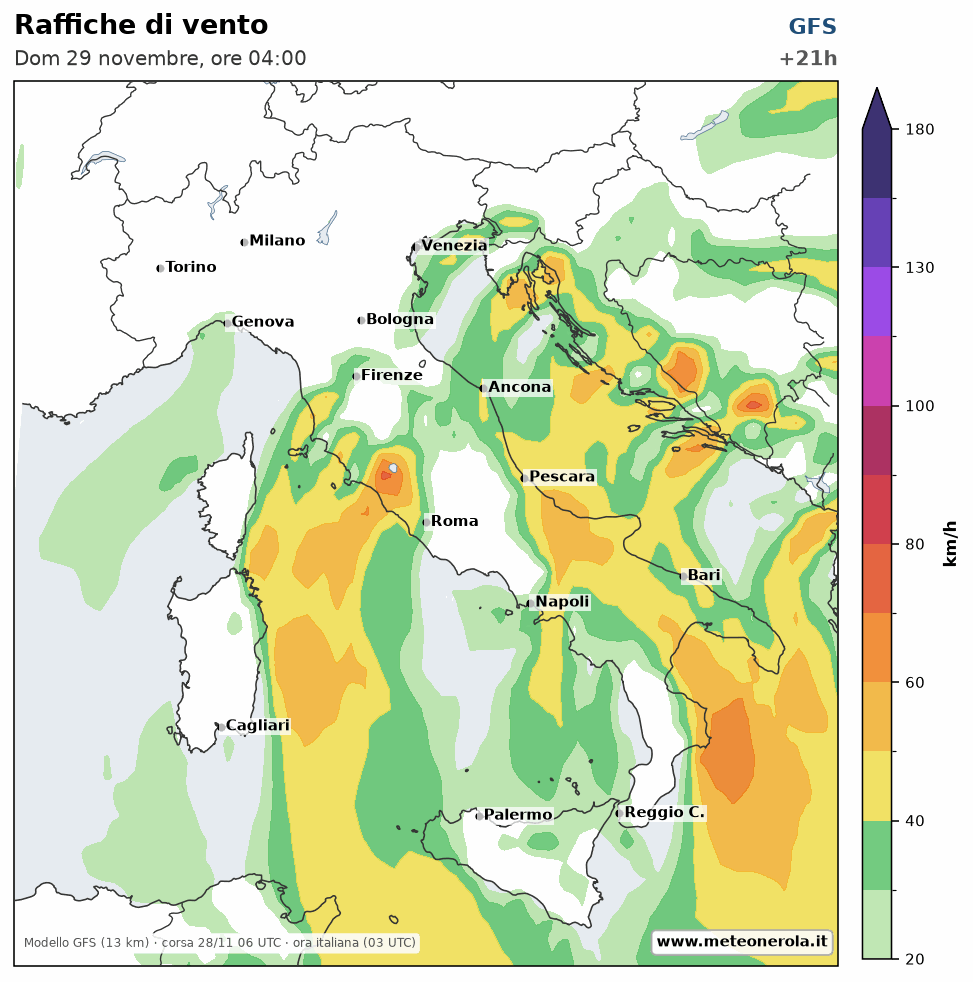 Raffiche di vento
GFS
Dom 29 novembre, ore 04:00
+21h
180
130
100
80
60
40
20
km/h
Milano
Venezia
Torino
Genova
Bologna
Firenze
Ancona
Pescara
Roma
Bari
Napoli
Cagliari
Palermo
Reggio C.
Modello GFS (13 km) · corsa 28/11 06 UTC · ora italiana (03 UTC)
www.meteonerola.it